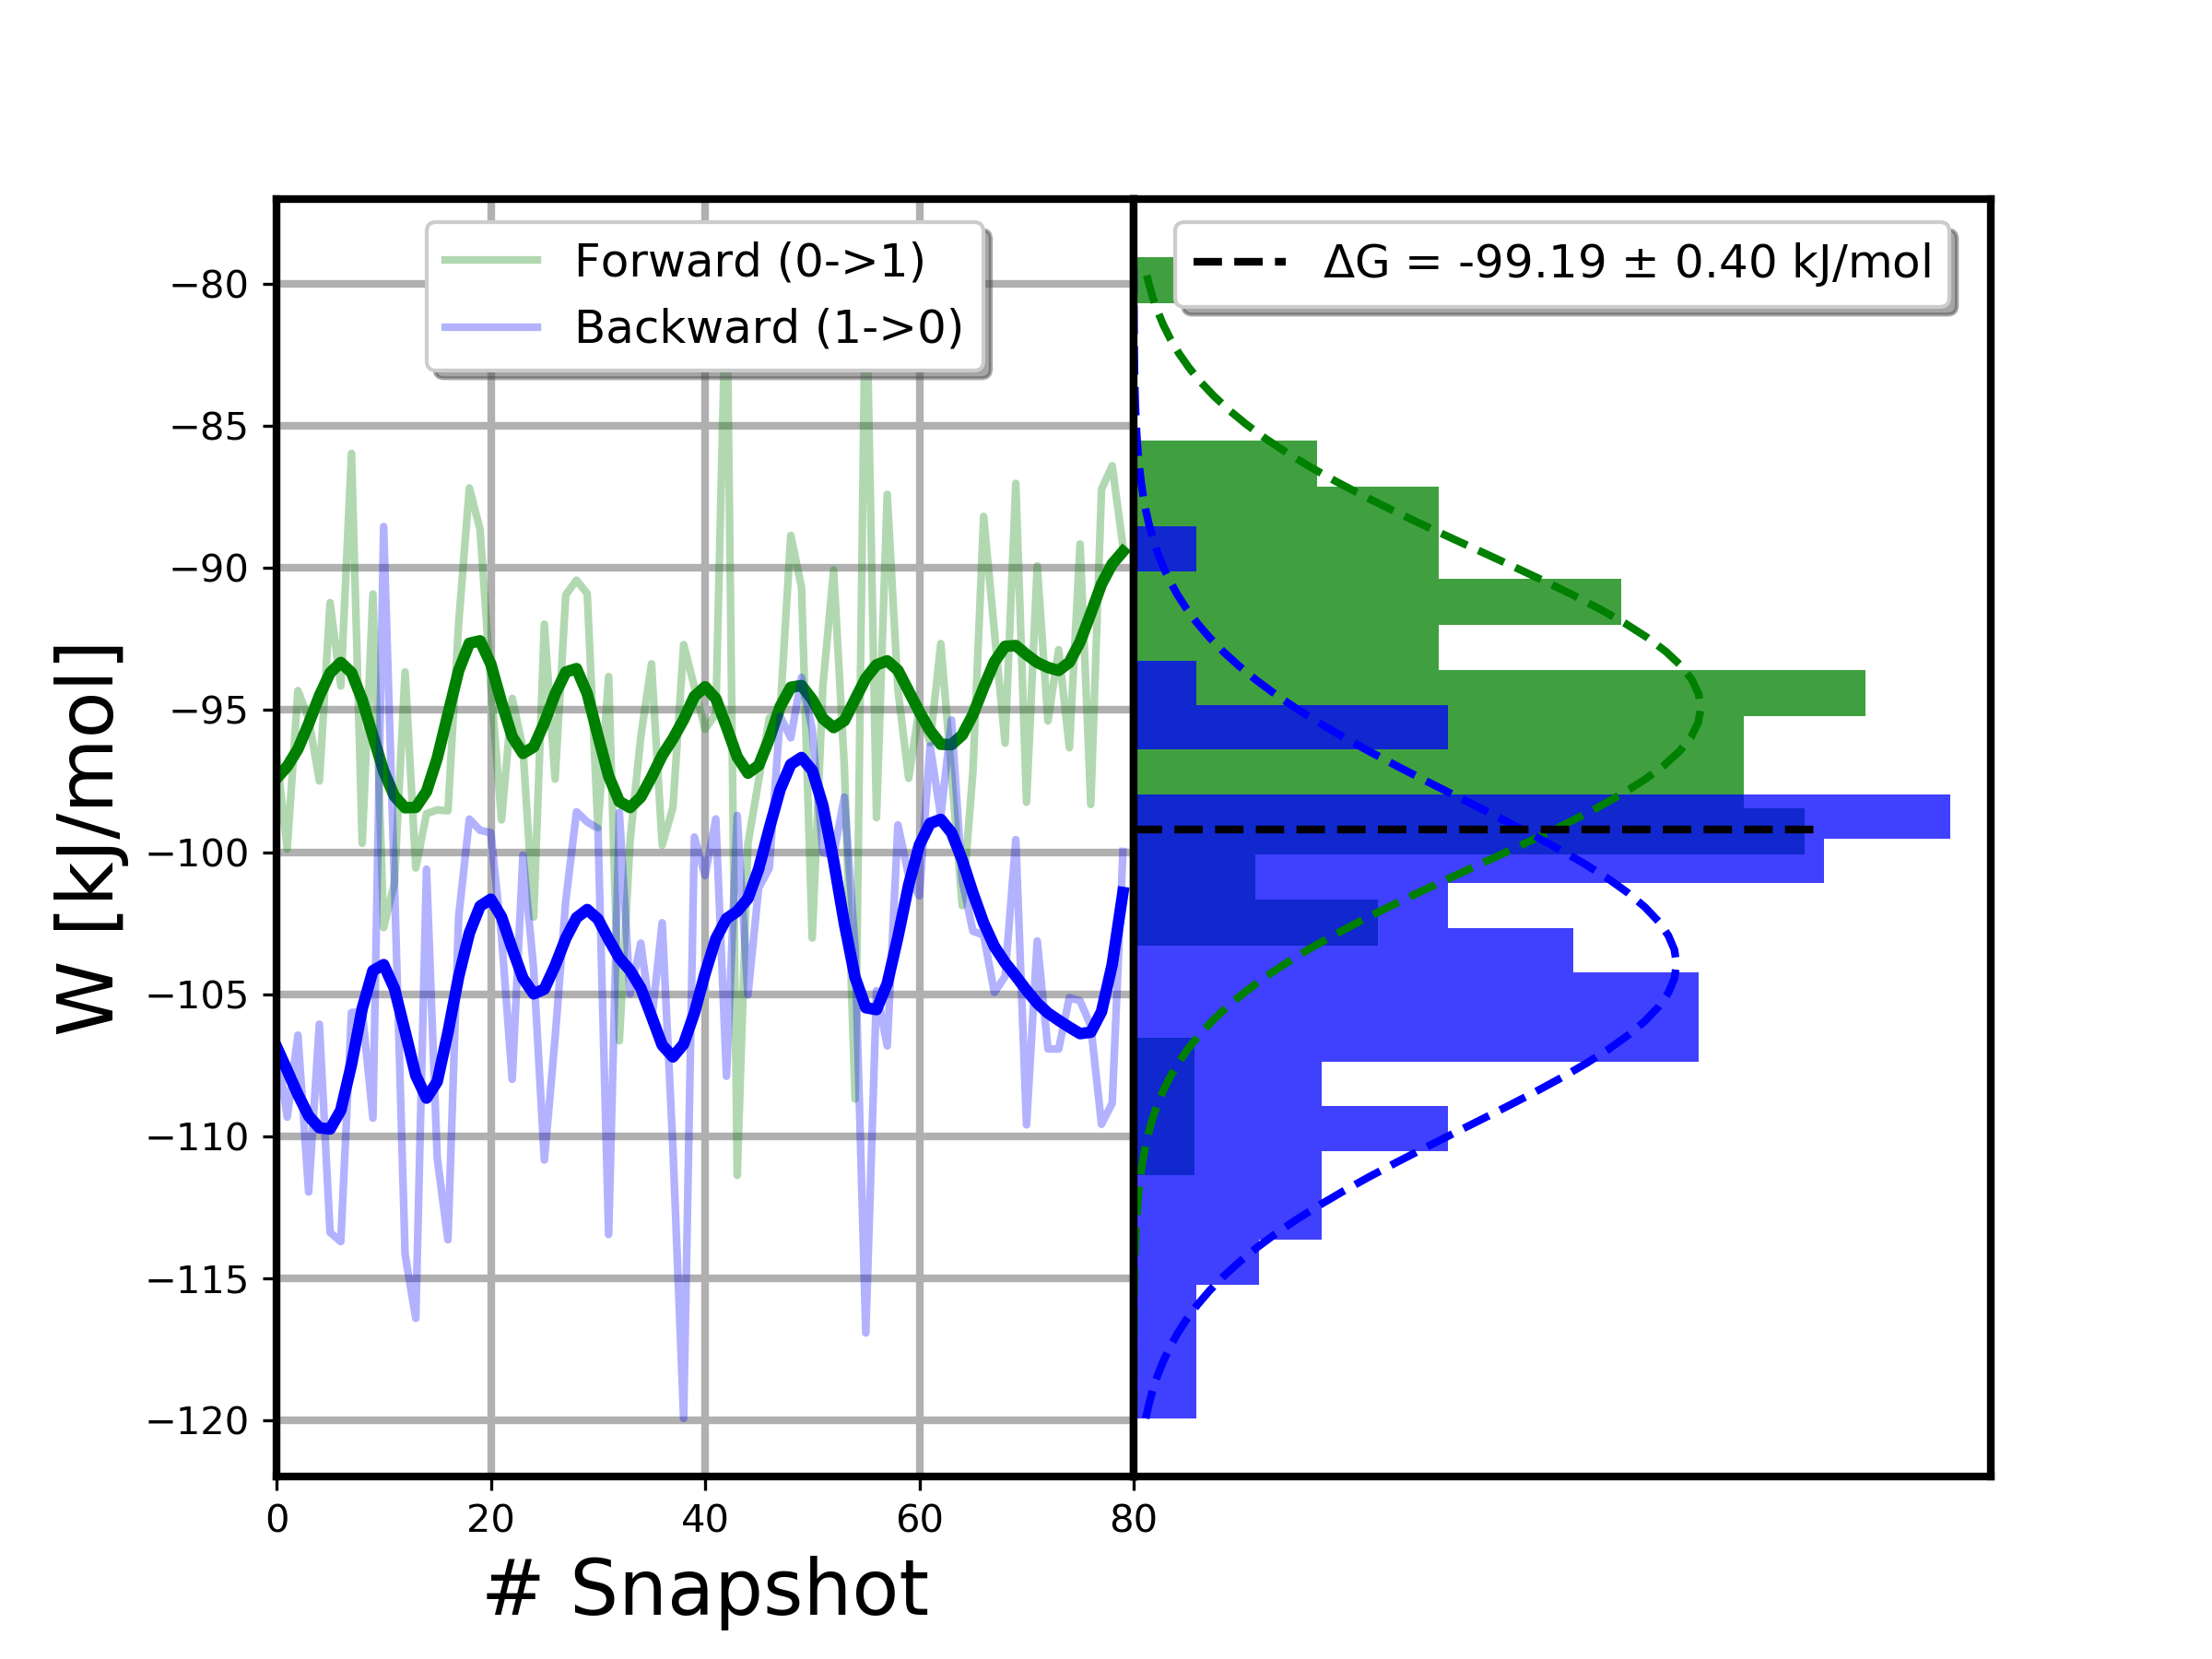 Forward (0->1)
Backward (1->0)
ΔG = -99.19 ± 0.40 kJ/mol
W [kJ/mol]
−80
−85
−90
−95
−100
−105
−110
−115
−120
0 20 40 60 80
# Snapshot